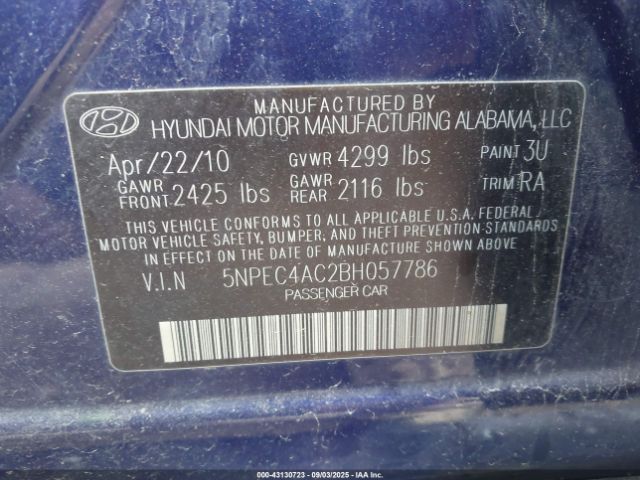 MANUFACTURED BY
HYUNDAI MOTOR MANUFACTURING ALABAMA, LLC
Apr/22/10 GVWR 4299 lbs PAINT 3U
GAWR FRONT 2425 lbs GAWR REAR 2116 lbs TRIM RA
THIS VEHICLE CONFORMS TO ALL APPLICABLE U.S.A. FEDERAL
MOTOR VEHICLE SAFETY, BUMPER, AND THEFT PREVENTION STANDARDS
IN EFFECT ON THE DATE OF MANUFACTURE SHOWN ABOVE
V.I.N 5NPEC4AC2BH057786
PASSENGER CAR
000-43130723 - 09/03/2025 - IAAI.COM